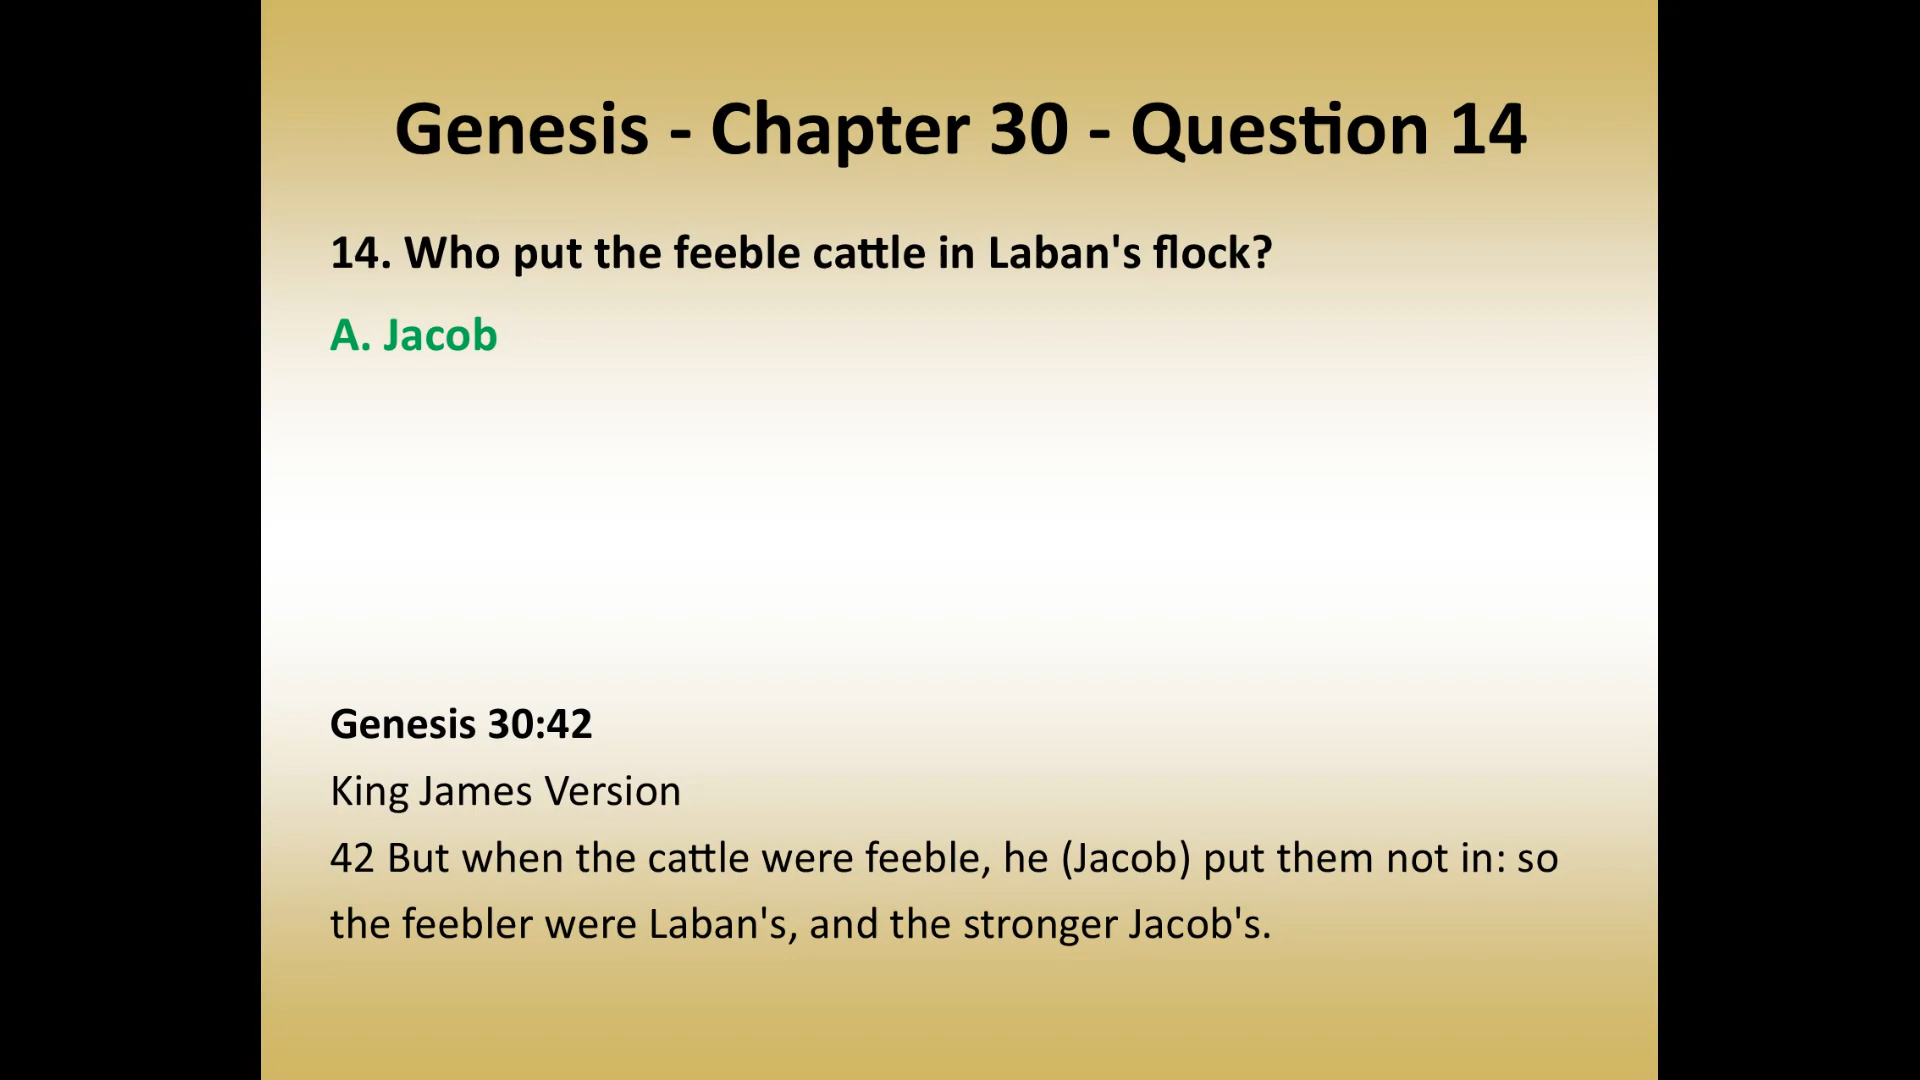 Genesis - Chapter 30 - Question 14
14. Who put the feeble cattle in Laban's flock?
A. Jacob
Genesis 30:42
King James Version
42 But when the cattle were feeble, he (Jacob) put them not in: so
the feebler were Laban's, and the stronger Jacob's.